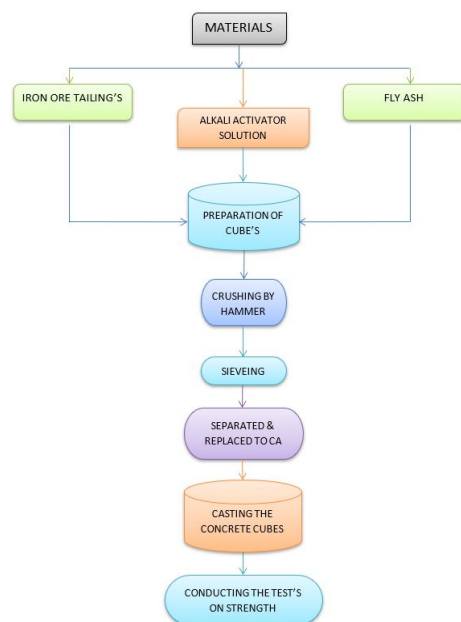 MATERIALS
IRON ORE TAILING'S
ALKALI ACTIVATOR
SOLUTION
FLY ASH
PREPARATION OF
CUBE'S
CRUSHING BY
HAMMER
SIEVEING
SEPARATED &
REPLACED TO CA
CASTING THE
CONCRETE CUBES
CONDUCTING THE TEST'S
ON STRENGTH